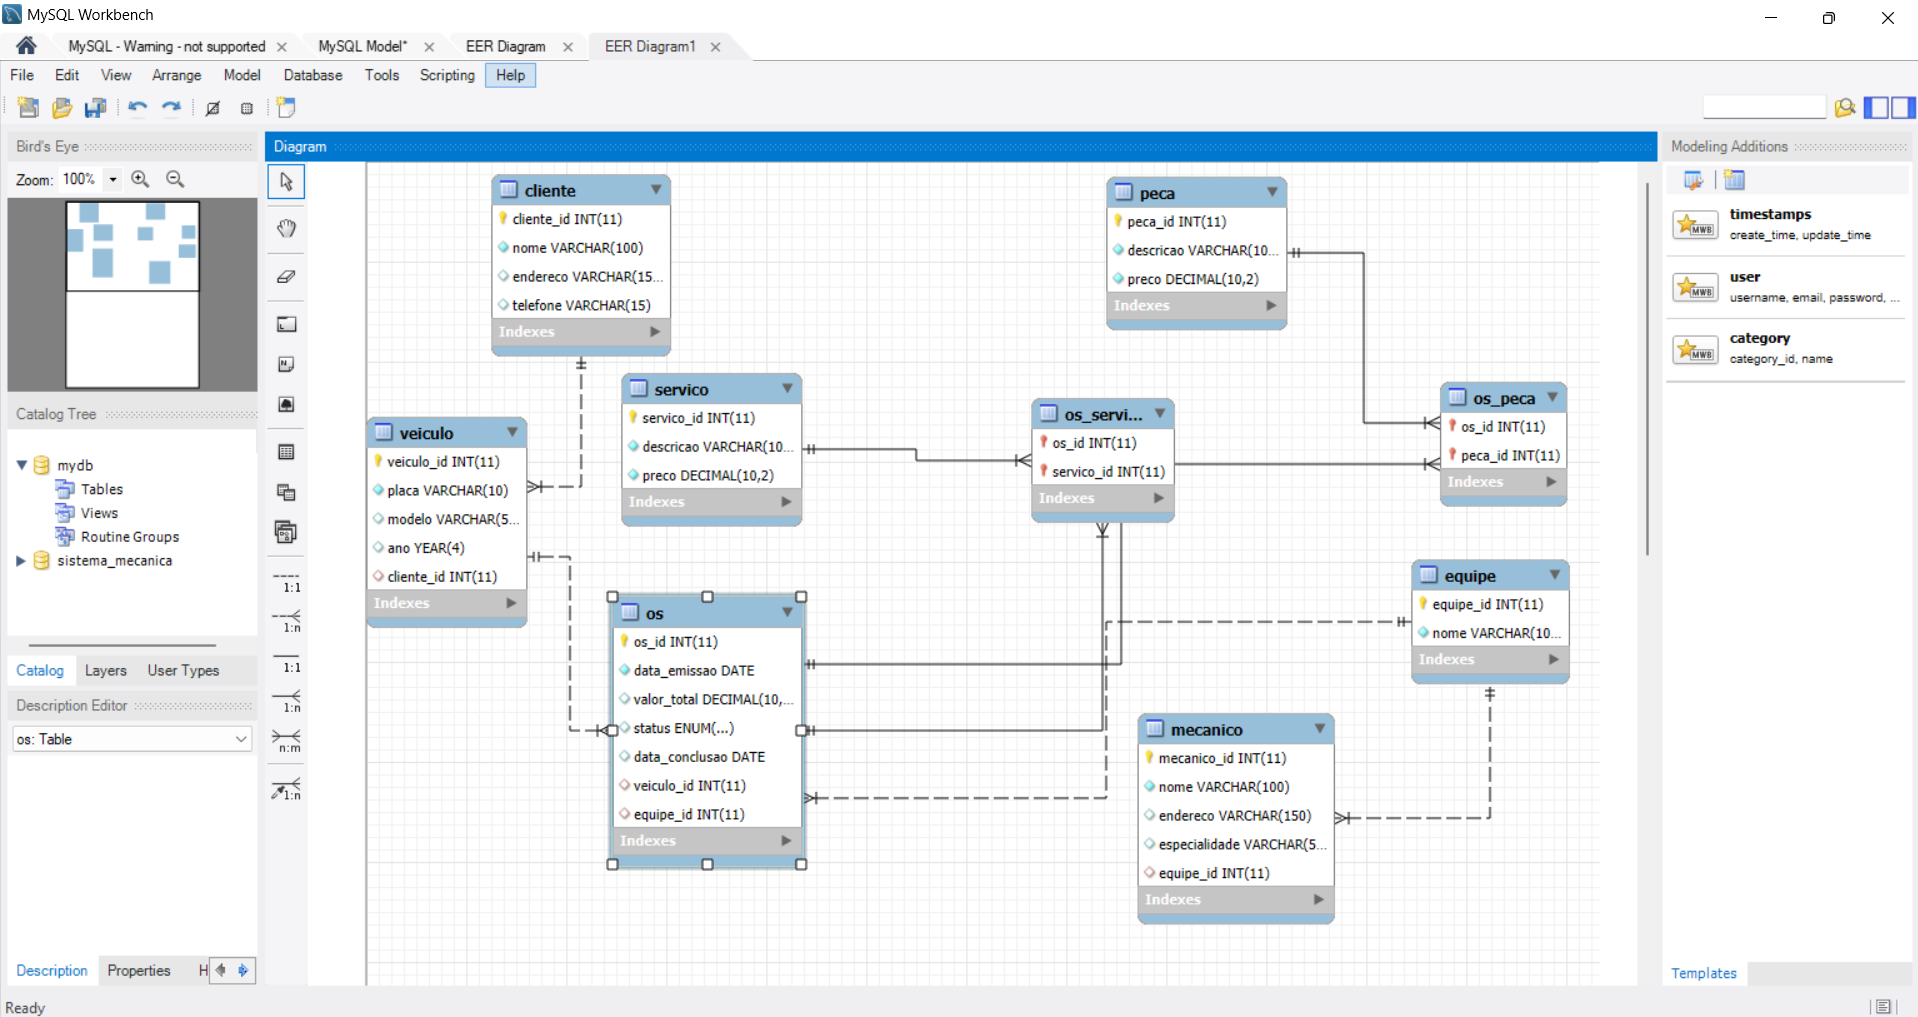 MySQL Workbench
MySQL - Warning - not supported
MySQL Model*
EER Diagram
EER Diagram1
File Edit View Arrange Model Database Tools Scripting Help
Bird's Eye
Zoom: 100%
Catalog Tree
mydb
Tables
Views
Routine Groups
sistema_mecanica
Catalog Layers User Types
Description Editor
os: Table
Description Properties H
Ready
Diagram
1:1
1:n
1:1
1:n
n:m
1:n
cliente
cliente_id INT(11)
nome VARCHAR(100)
endereco VARCHAR(15...
telefone VARCHAR(15)
Indexes
peca
peca_id INT(11)
descricao VARCHAR(10...
preco DECIMAL(10,2)
Indexes
servico
servico_id INT(11)
descricao VARCHAR(10...
preco DECIMAL(10,2)
Indexes
os_servi...
os_id INT(11)
servico_id INT(11)
Indexes
os_peca
os_id INT(11)
peca_id INT(11)
Indexes
veiculo
veiculo_id INT(11)
placa VARCHAR(10)
modelo VARCHAR(5...
ano YEAR(4)
cliente_id INT(11)
Indexes
equipe
equipe_id INT(11)
nome VARCHAR(10...
Indexes
os
os_id INT(11)
data_emissao DATE
valor_total DECIMAL(10,...
status ENUM(...)
data_conclusao DATE
veiculo_id INT(11)
equipe_id INT(11)
Indexes
mecanico
mecanico_id INT(11)
nome VARCHAR(100)
endereco VARCHAR(150)
especialidade VARCHAR(5...
equipe_id INT(11)
Indexes
Modeling Additions
MWB
timestamps
create_time, update_time
MWB
user
username, email, password, ...
MWB
category
category_id, name
Templates